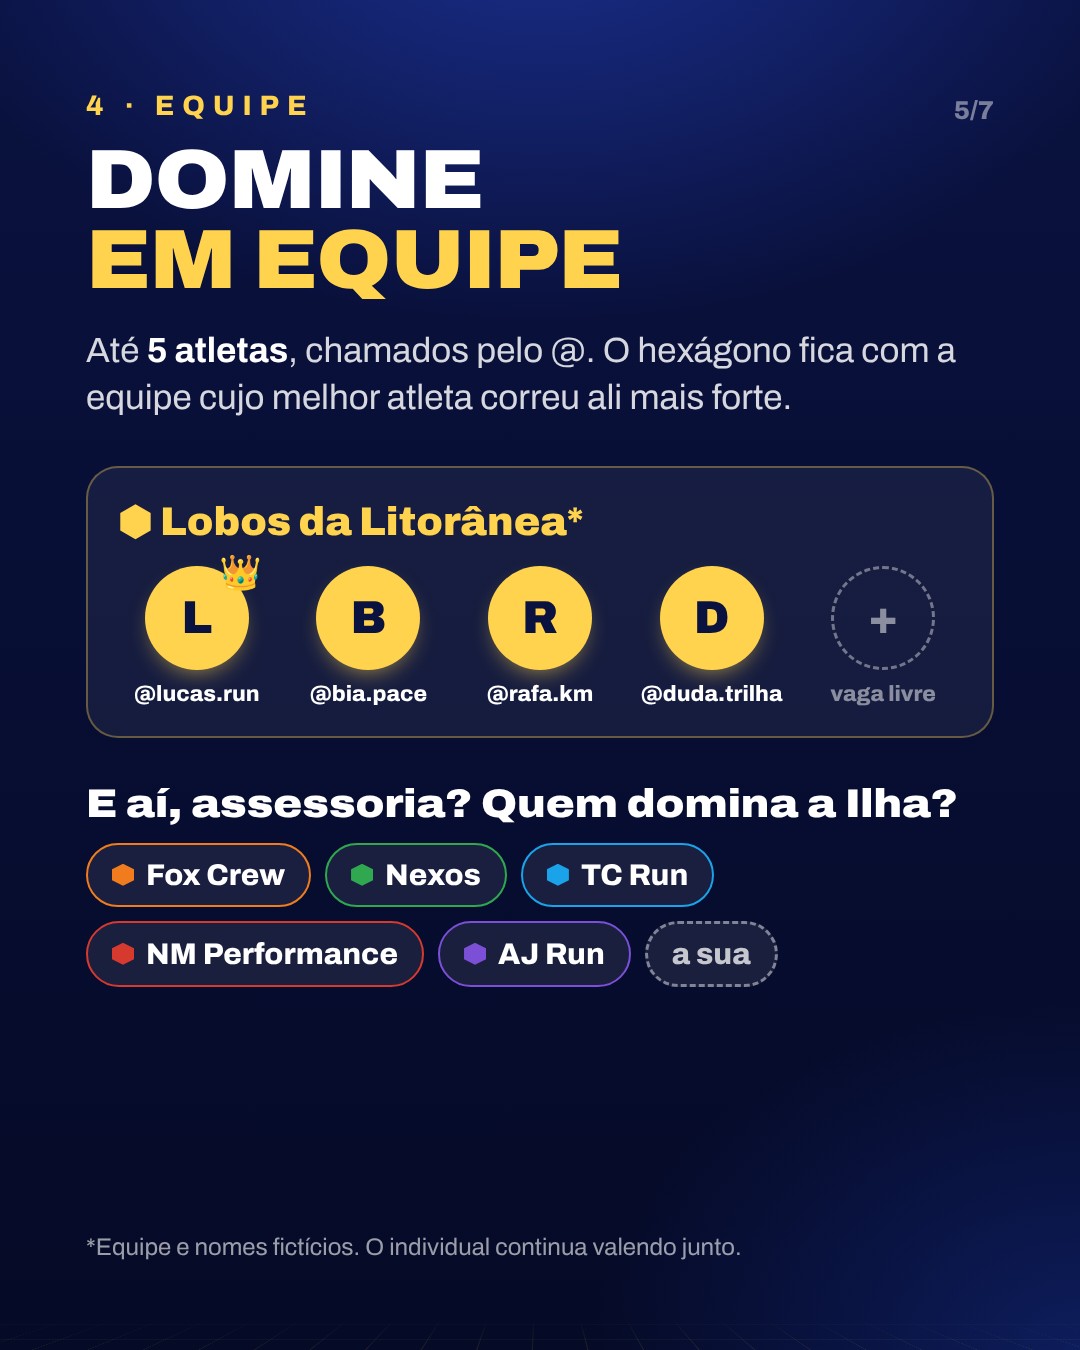 4 · EQUIPE
5/7
DOMINE
EM EQUIPE
Até 5 atletas, chamados pelo @. O hexágono fica com a
equipe cujo melhor atleta correu ali mais forte.
Lobos da Litorânea*
L B R D +
@lucas.run @bia.pace @rafa.km @duda.trilha vaga livre
E aí, assessoria? Quem domina a Ilha?
Fox Crew Nexos TC Run
NM Performance AJ Run a sua
*Equipe e nomes fictícios. O individual continua valendo junto.